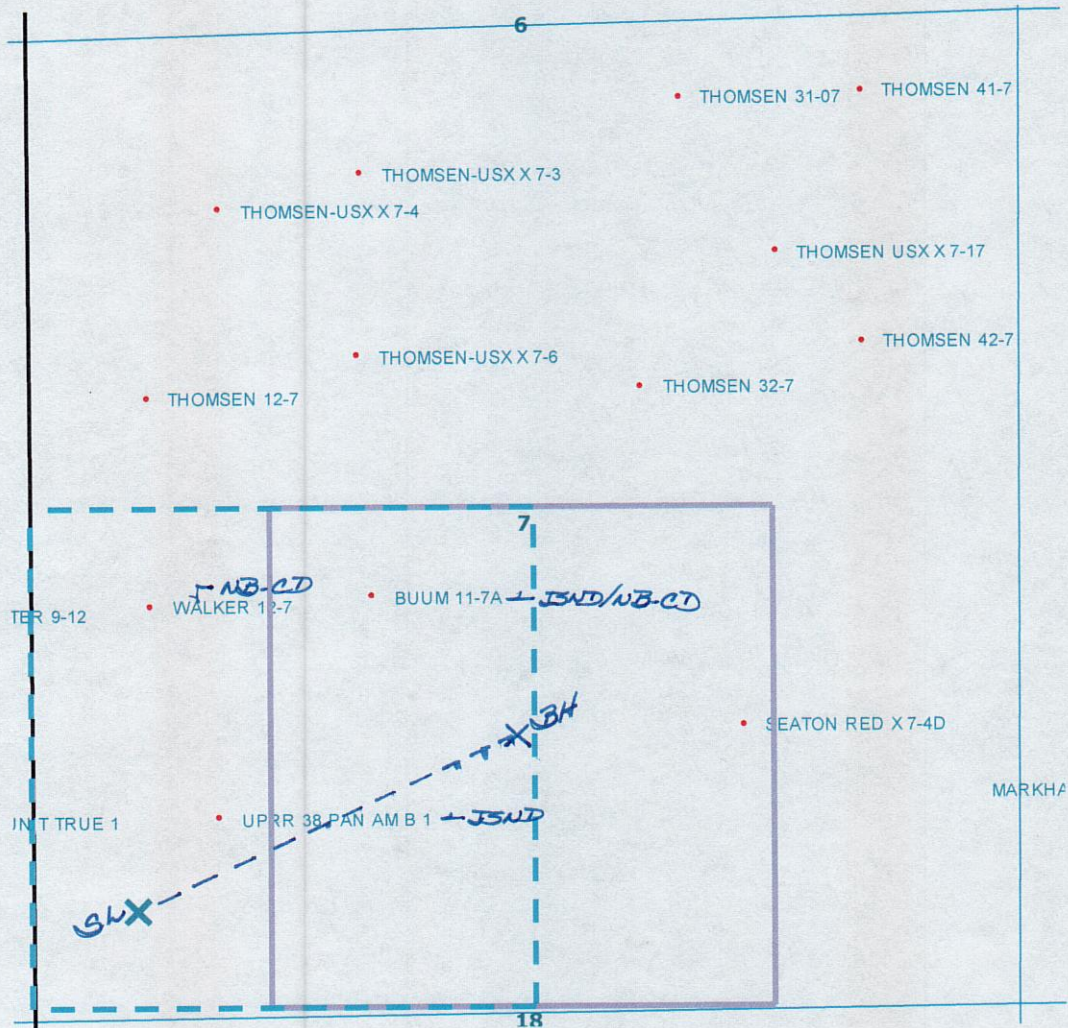 6
THOMSEN 31-07
THOMSEN 41-7
THOMSEN-USX X 7-3
THOMSEN-USX X 7-4
THOMSEN USX X 7-17
THOMSEN 42-7
THOMSEN-USX X 7-6
THOMSEN 32-7
THOMSEN 12-7
7
NB-CD
TER 9-12
WALKER 12-7
BUUM 11-7A
JSND/NB-CD
BH
SEATON RED X 7-4D
MARKHA
UNIT TRUE 1
UPRR 38 PAN AM B 1
JSND
SL
18